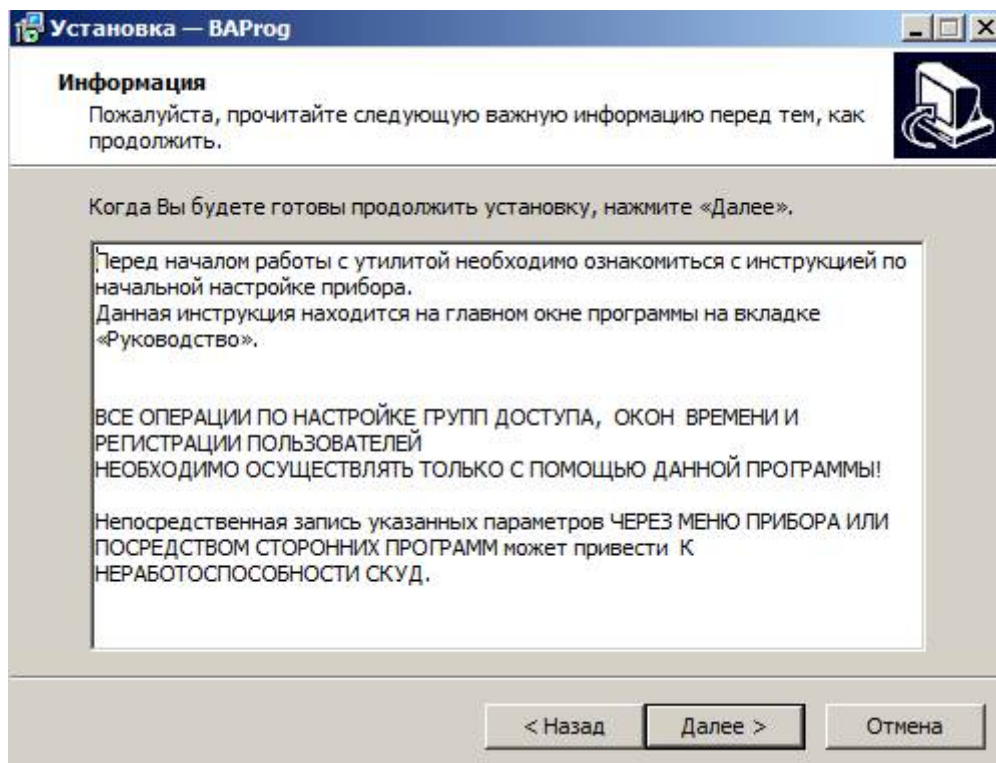 Установка — BAProg
Информация
Пожалуйста, прочитайте следующую важную информацию перед тем, как
продолжить.
Когда Вы будете готовы продолжить установку, нажмите «Далее».
Перед началом работы с утилитой необходимо ознакомиться с инструкцией по
начальной настройке прибора.
Данная инструкция находится на главном окне программы на вкладке
«Руководство».
ВСЕ ОПЕРАЦИИ ПО НАСТРОЙКЕ ГРУПП ДОСТУПА,  ОКОН  ВРЕМЕНИ И
РЕГИСТРАЦИИ ПОЛЬЗОВАТЕЛЕЙ
НЕОБХОДИМО ОСУЩЕСТВЛЯТЬ ТОЛЬКО С ПОМОЩЬЮ ДАННОЙ ПРОГРАММЫ!
Непосредственная запись указанных параметров ЧЕРЕЗ МЕНЮ ПРИБОРА ИЛИ
ПОСРЕДСТВОМ СТОРОННИХ ПРОГРАММ может привести  К
НЕРАБОТОСПОСОБНОСТИ СКУД.
< Назад
Далее >
Отмена